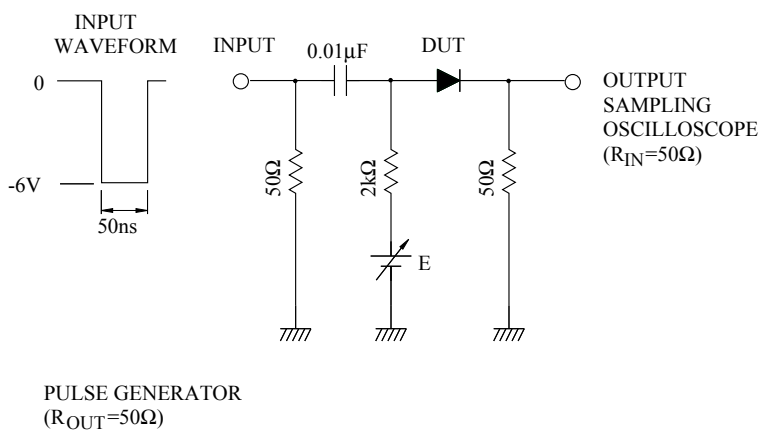 INPUT
WAVEFORM
INPUT
0.01μF
DUT
0
-6V
50ns
50Ω
2kΩ
E
50Ω
OUTPUT
SAMPLING
OSCILLOSCOPE
(RIN=50Ω)
PULSE GENERATOR
(ROUT=50Ω)